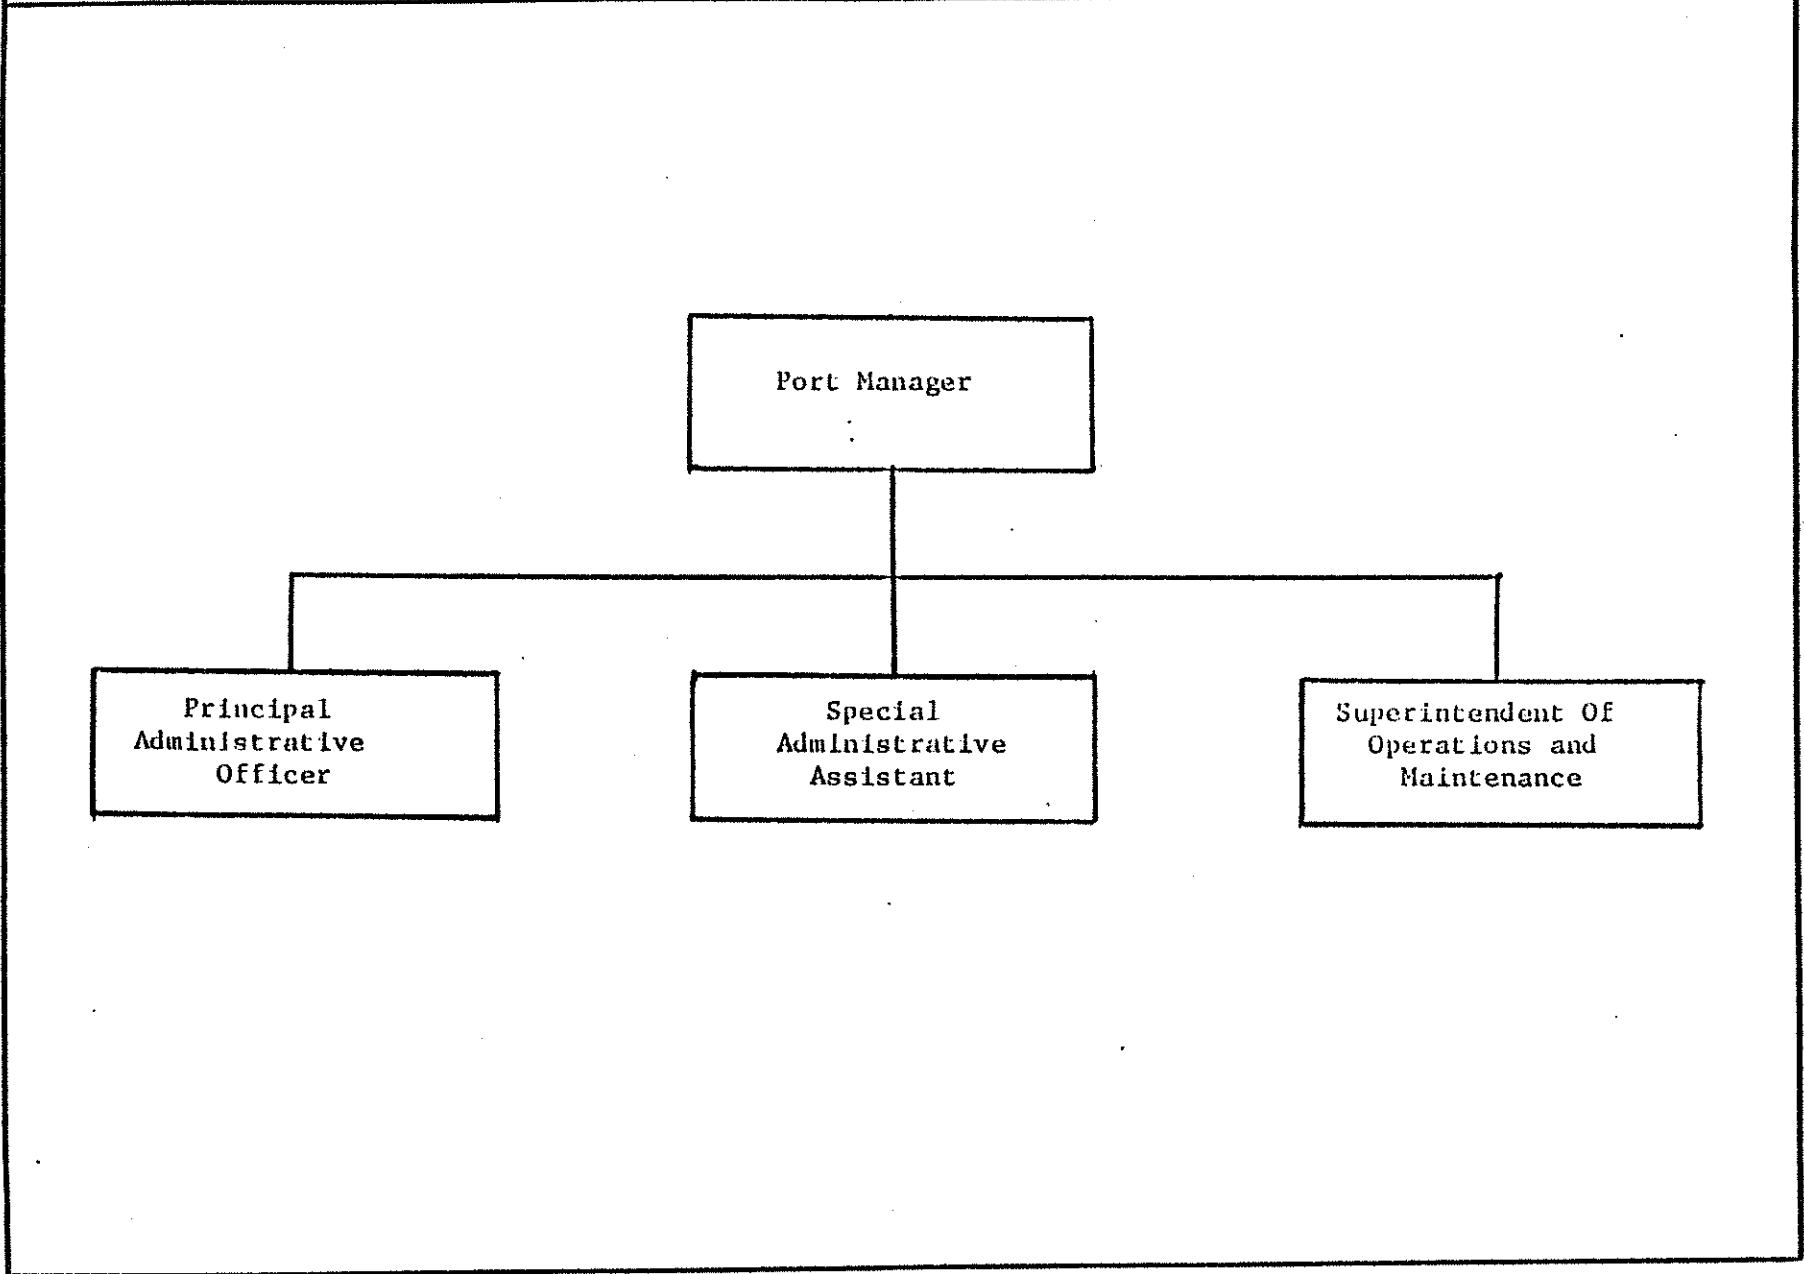 Port Manager
Principal
Administrative
Officer
Special
Administrative
Assistant
Superintendent Of
Operations and
Maintenance